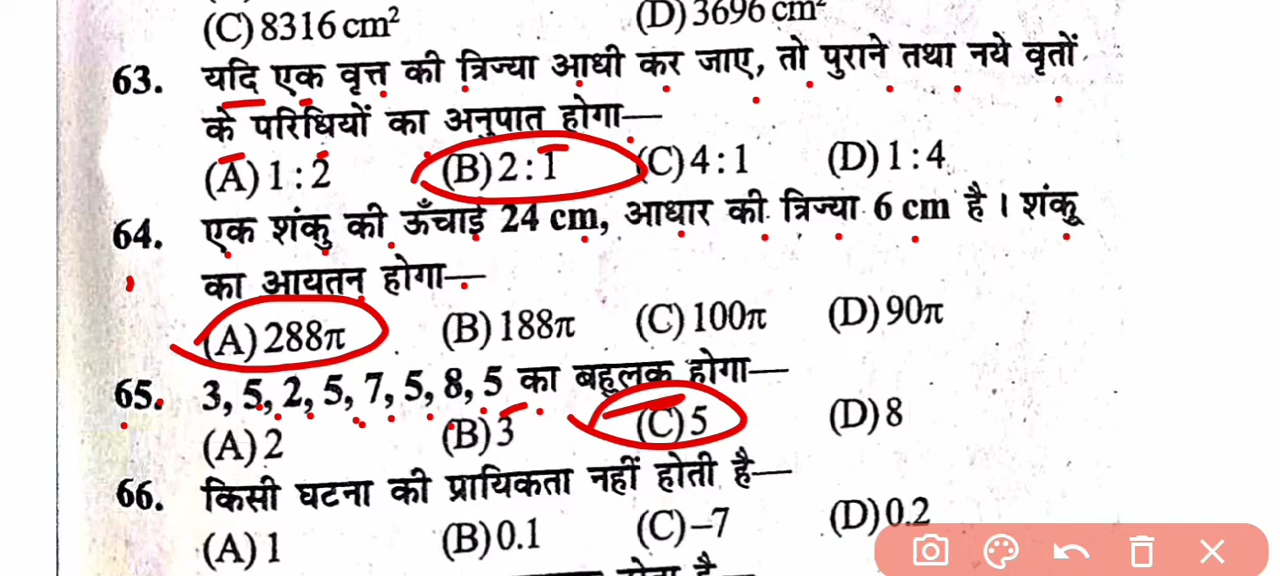 (C) 8316 cm² (D) 3696 cm²
63. यदि एक वृत्त की त्रिज्या आधी कर जाए, तो पुराने तथा नये वृतों
के परिधियों का अनुपात होगा—
(A) 1 : 2 (B) 2 : 1 (C) 4 : 1 (D) 1 : 4
64. एक शंकु की ऊँचाई 24 cm, आधार की त्रिज्या 6 cm है । शंकु
का आयतन होगा—
(A) 288π (B) 188π (C) 100π (D) 90π
65. 3, 5, 2, 5, 7, 5, 8, 5 का बहुलक होगा—
(A) 2 (B) 3 (C) 5 (D) 8
66. किसी घटना की प्रायिकता नहीं होती है—
(A) 1 (B) 0.1 (C) –7 (D) 0.2